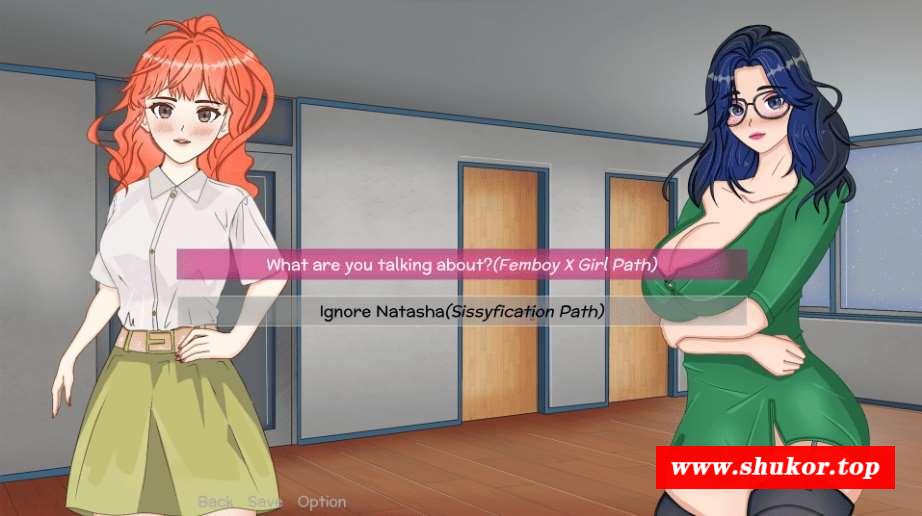 What are you talking about?(Femboy X Girl Path)
Ignore Natasha(Sissyfication Path)
www.shukor.top
Back Save Option